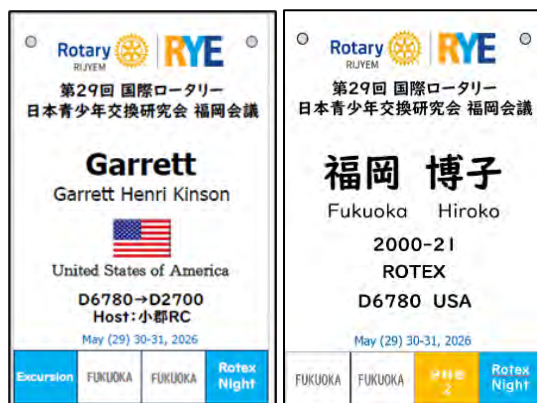 Rotary
RIJYEM
RYE
第29回 国際ロータリー
日本青少年交換研究会 福岡会議
Garrett
Garrett Henri Kinson
United States of America
D6780→D2700
Host:小郡RC
May (29) 30-31, 2026
Excursion
FUKUOKA
FUKUOKA
Rotex
Night
Rotary
RIJYEM
RYE
第29回 国際ロータリー
日本青少年交換研究会 福岡会議
福岡 博子
Fukuoka Hiroko
2000-21
ROTEX
D6780 USA
May (29) 30-31, 2026
FUKUOKA
FUKUOKA
2
Rotex
Night